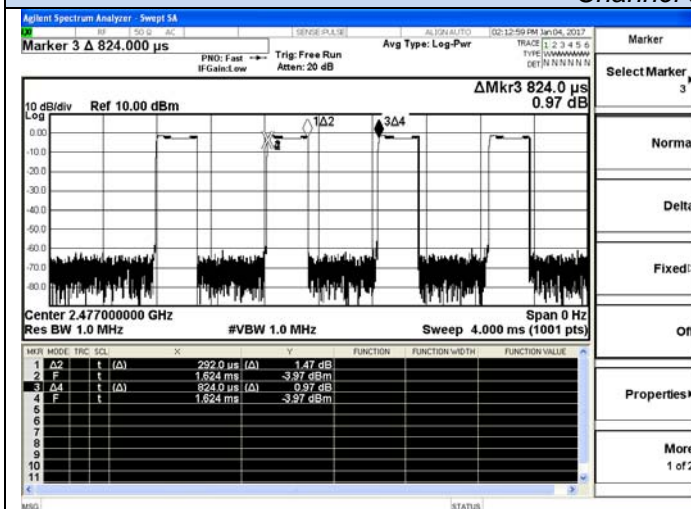 Agilent Spectrum Analyzer - Swept SA
RF 50 Ω AC SENSE:PULSE ALIGN AUTO 02:12:59 PM Jan 04, 2017
Marker 3 Δ 824.000 µs
PNO: Fast
IFGain:Low
Trig: Free Run
Atten: 20 dB
Avg Type: Log-Pwr
TRACE 1 2 3 4 5 6
TYPE
DET N N N N N N
ΔMkr3 824.0 µs
0.97 dB
10 dB/div Ref 10.00 dBm
Log
1Δ2
3Δ4
0.00
-10.0
-20.0
-30.0
-40.0
-50.0
-60.0
-70.0
-80.0
Center 2.477000000 GHz Span 0 Hz
Res BW 1.0 MHz #VBW 1.0 MHz Sweep 4.000 ms (1001 pts)
MKR MODE TRC SCL X Y FUNCTION FUNCTION WIDTH FUNCTION VALUE
1 Δ2 t (Δ) 292.0 µs (Δ) 1.47 dB
2 F t 1.624 ms -3.97 dBm
3 Δ4 t (Δ) 824.0 µs (Δ) 0.97 dB
4 F t 1.624 ms -3.97 dBm
5
6
7
8
9
10
11
MSG STATUS
Marker
Select Marker
3
Norma
Delta
Fixed
Off
Properties
More
1 of 2